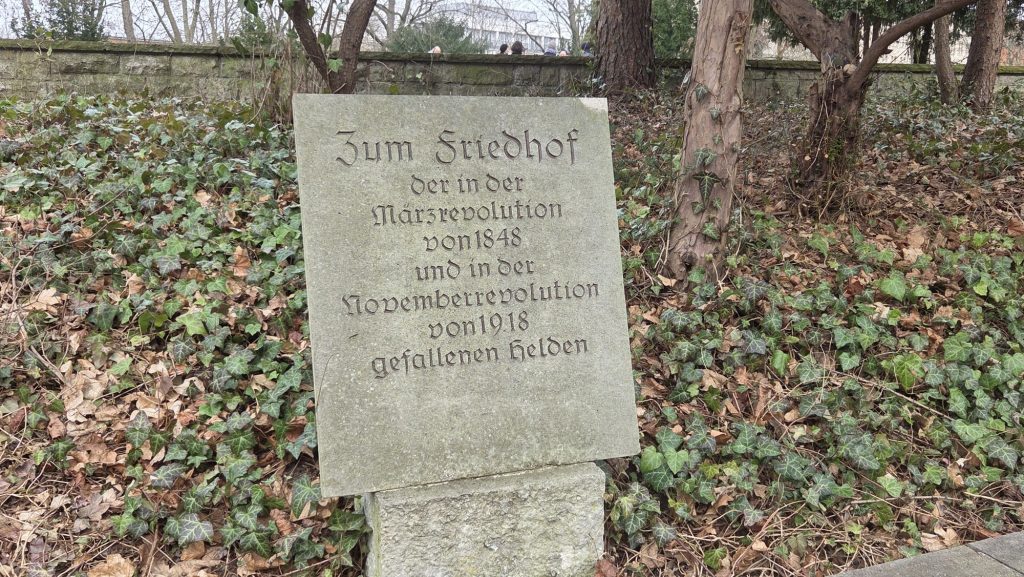 Zum Friedhof
der in der
Märzrevolution
von 1848
und in der
Novemberrevolution
von 1918
gefallenen Helden